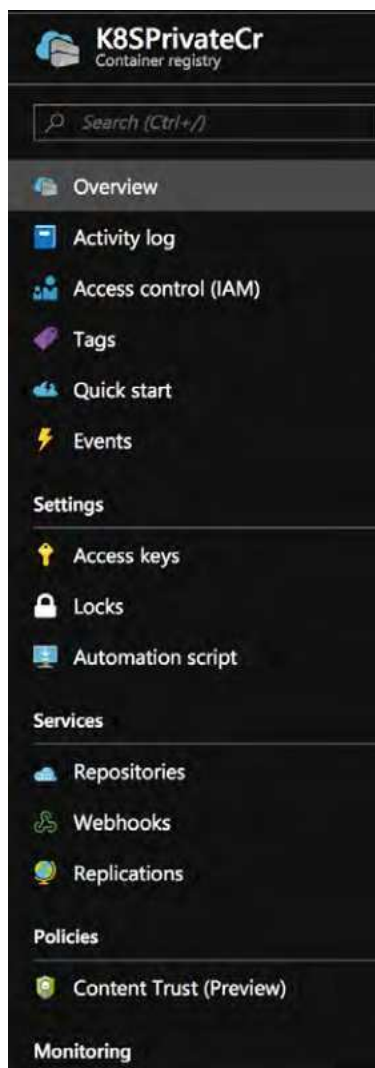 K8SPrivateCr
Container registry
Search (Ctrl+/)
Overview
Activity log
Access control (IAM)
Tags
Quick start
Events
Settings
Access keys
Locks
Automation script
Services
Repositories
Webhooks
Replications
Policies
Content Trust (Preview)
Monitoring